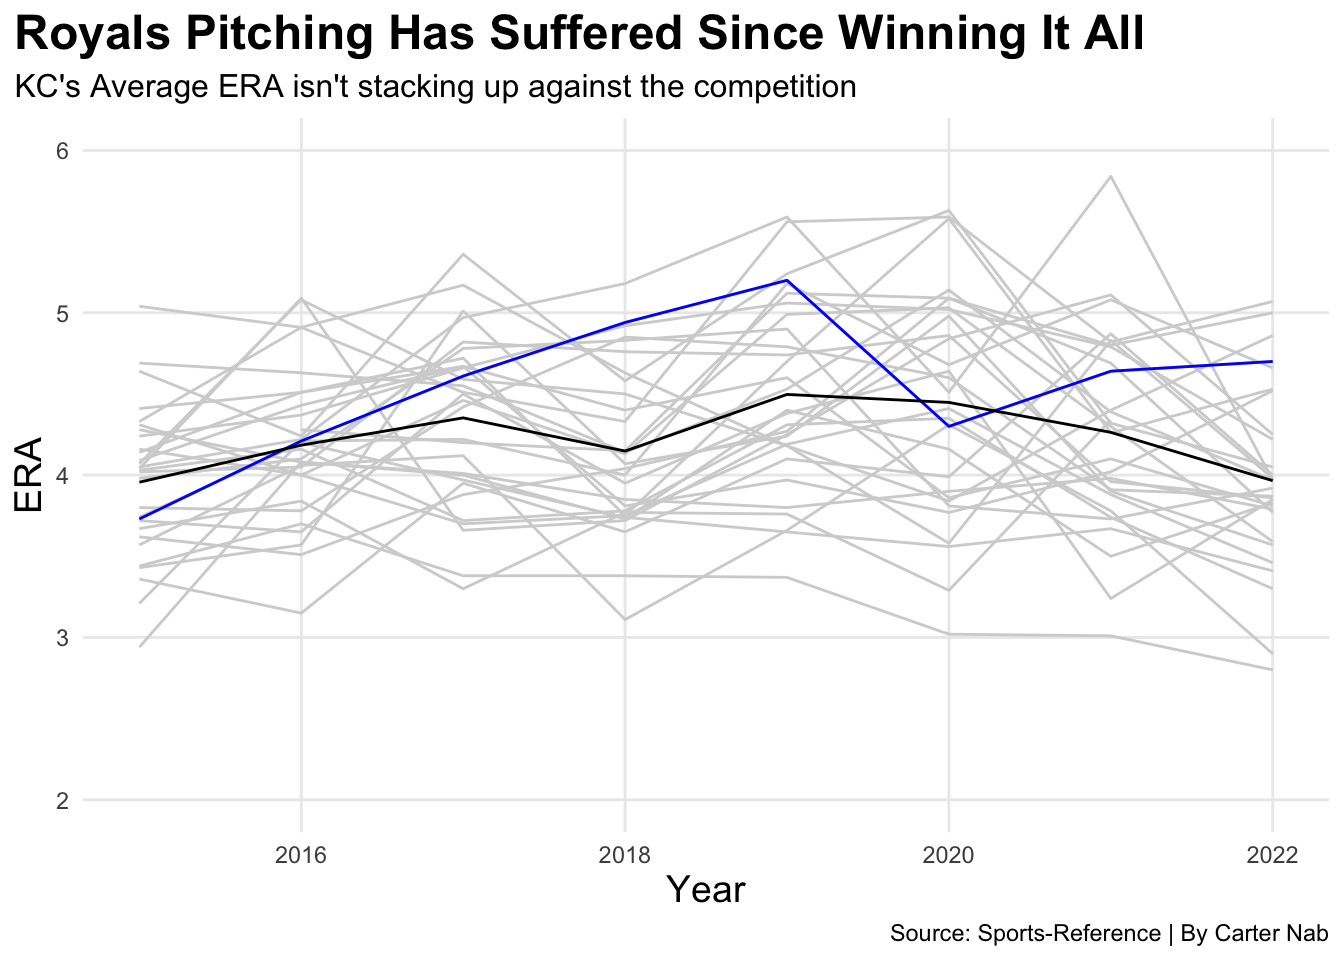 Royals Pitching Has Suffered Since Winning It All
KC's Average ERA isn't stacking up against the competition
6
5
4
3
2
ERA
2016
2018
2020
2022
Year
Source: Sports-Reference | By Carter Nab